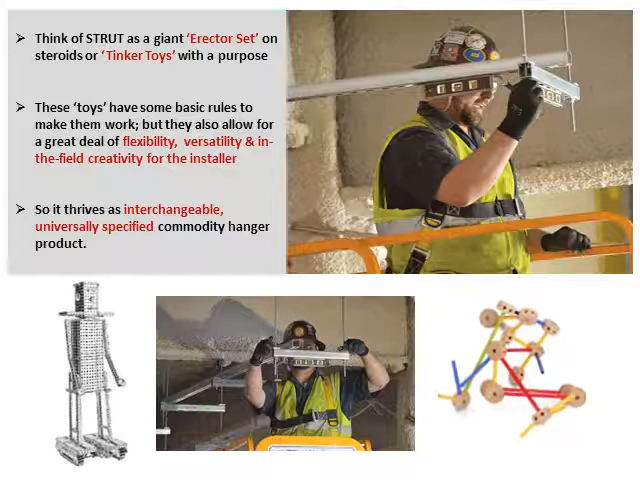 Think of STRUT as a giant ‘Erector Set’ on
steroids or ‘Tinker Toys’ with a purpose
These ‘toys’ have some basic rules to
make them work; but they also allow for
a great deal of flexibility, versatility & in-
the-field creativity for the installer
So it thrives as interchangeable,
universally specified commodity hanger
product.